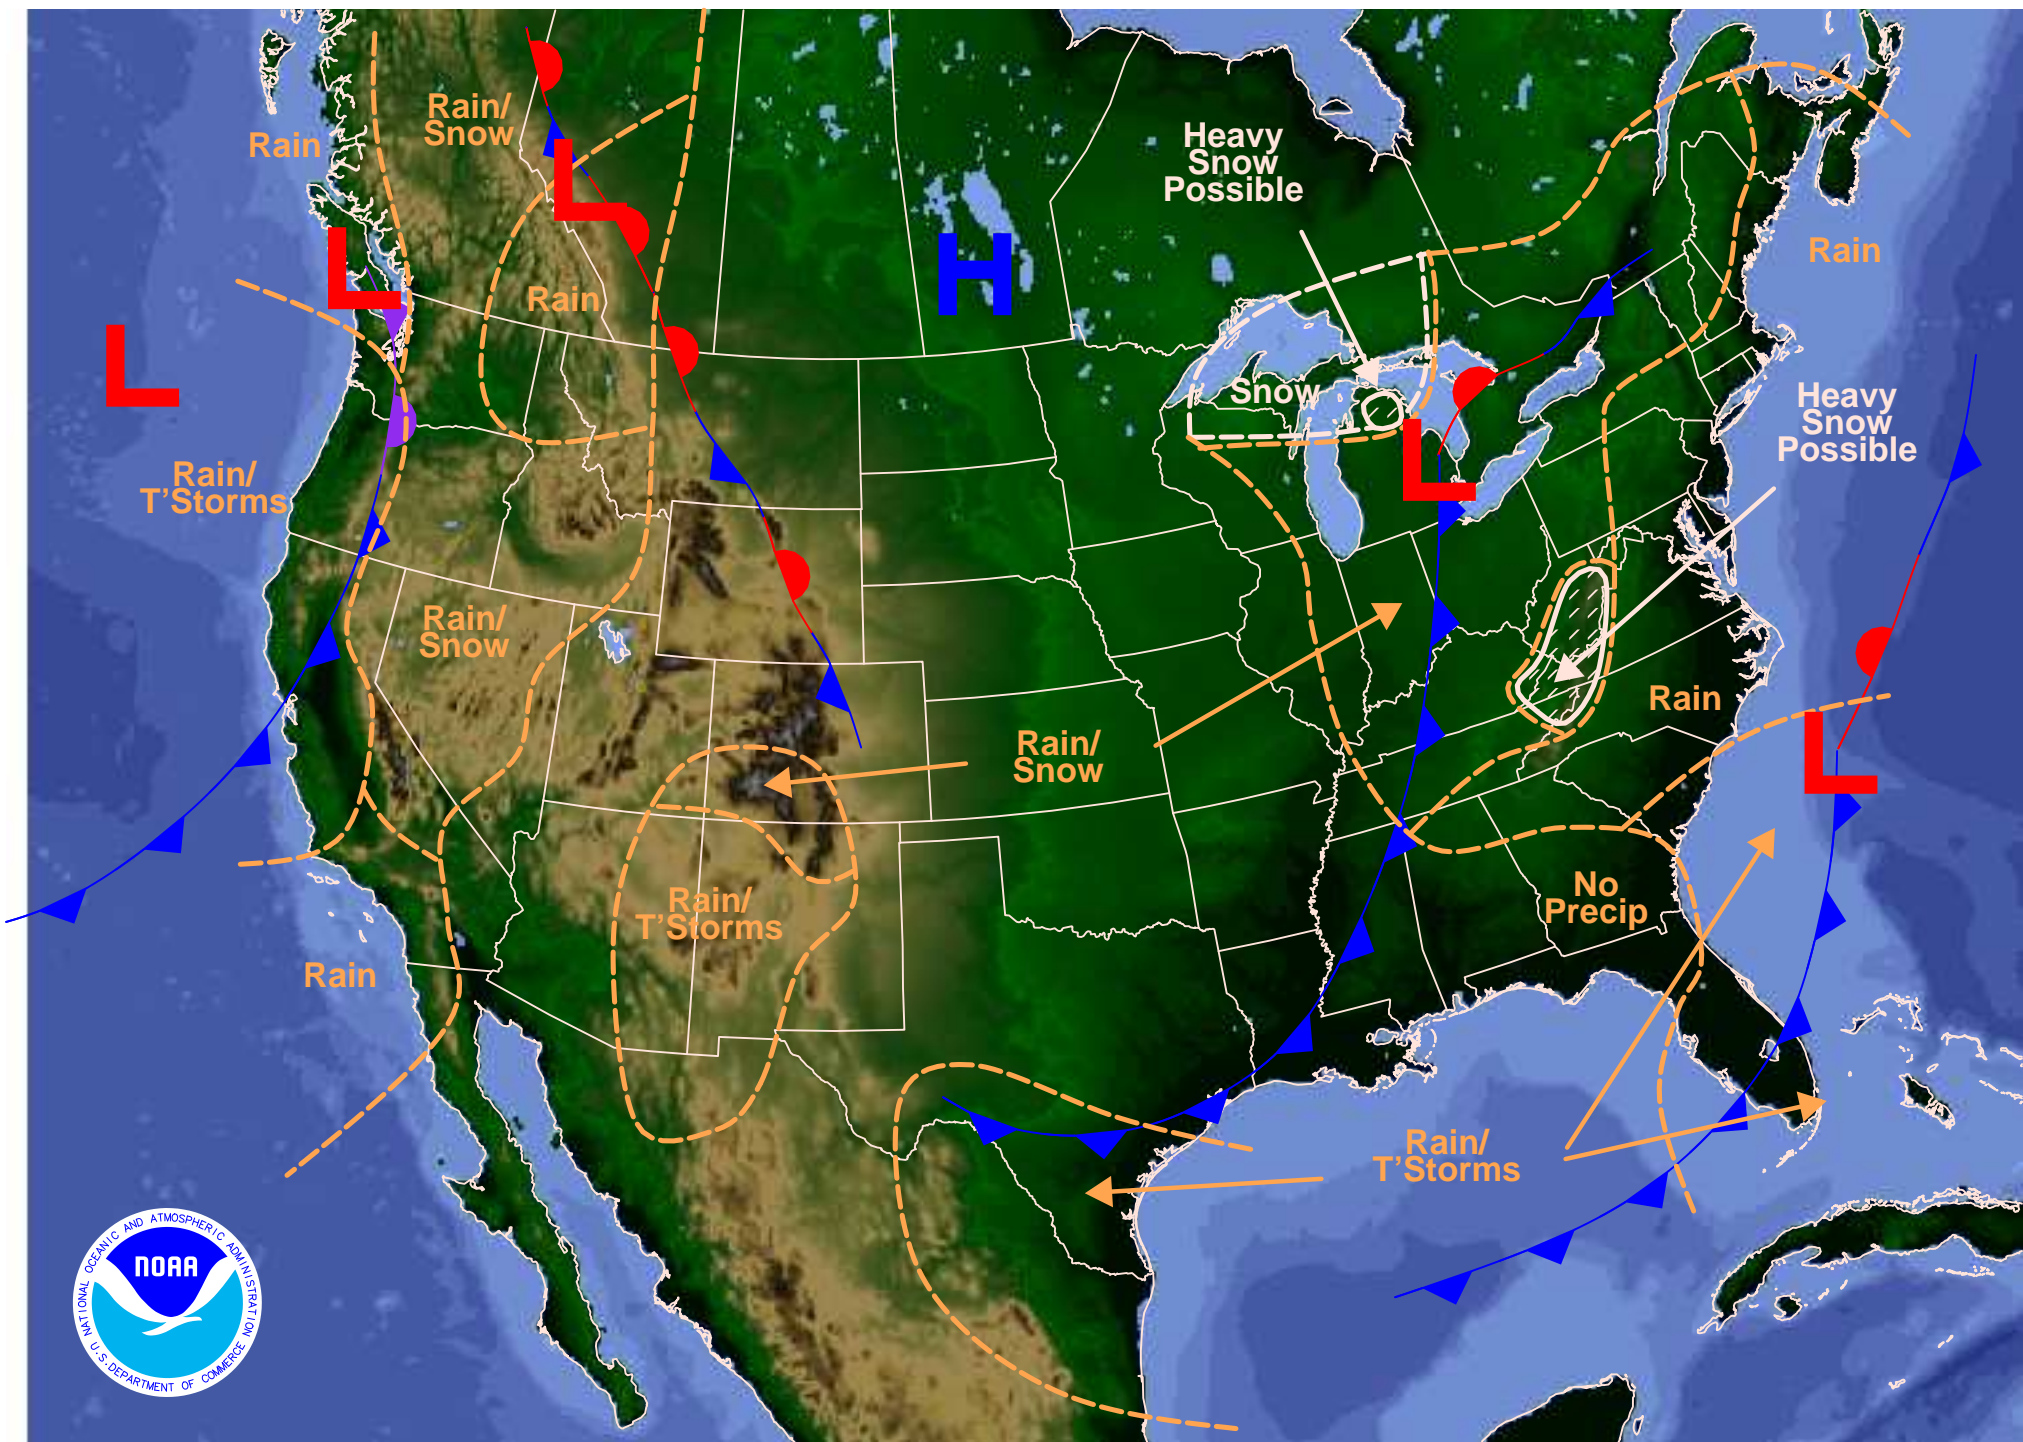 Rain/
Snow
Rain
Heavy
Snow
Possible
L
L
H
Rain
Rain
L
Snow
Heavy
Snow
Possible
L
Rain/
T'Storms
Rain/
Snow
Rain
Rain/
Snow
L
No
Precip
Rain/
T'Storms
Rain
Rain/
T'Storms
NATIONAL OCEANIC AND ATMOSPHERIC ADMINISTRATION
NOAA
U.S. DEPARTMENT OF COMMERCE